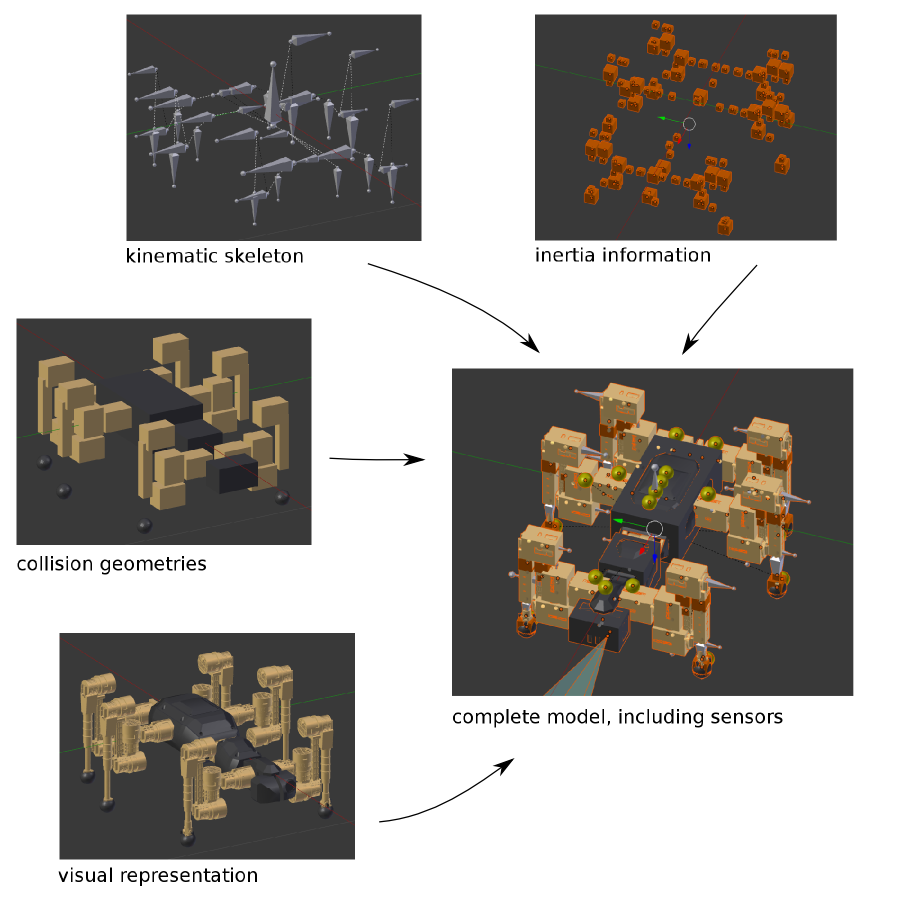 kinematic skeleton
inertia information
collision geometries
complete model, including sensors
visual representation